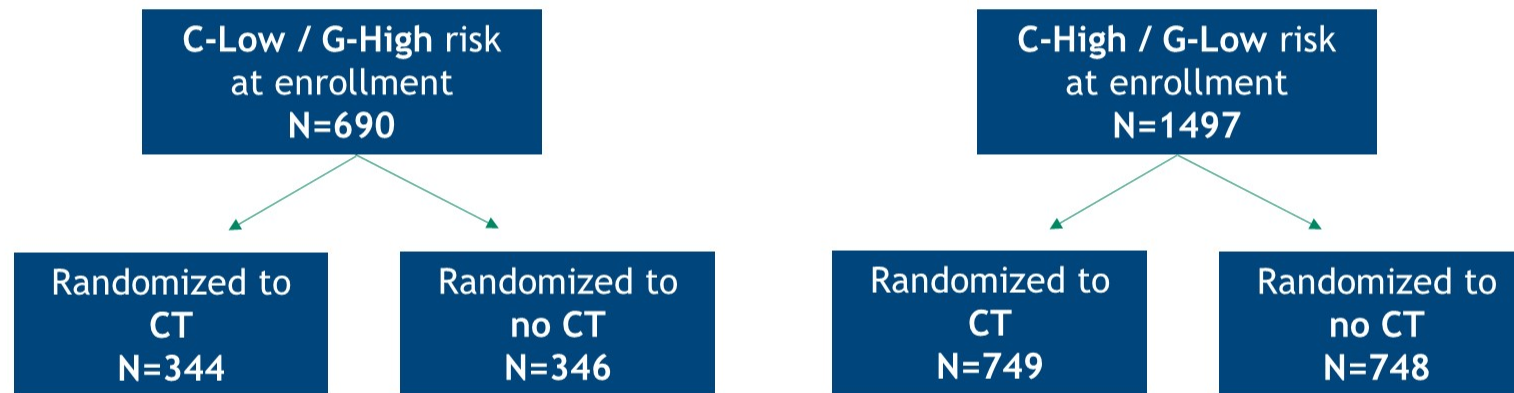 C-Low / G-High risk
at enrollment
N=690
C-High / G-Low risk
at enrollment
N=1497
Randomized to
CT
N=344
Randomized to
no CT
N=346
Randomized to
CT
N=749
Randomized to
no CT
N=748